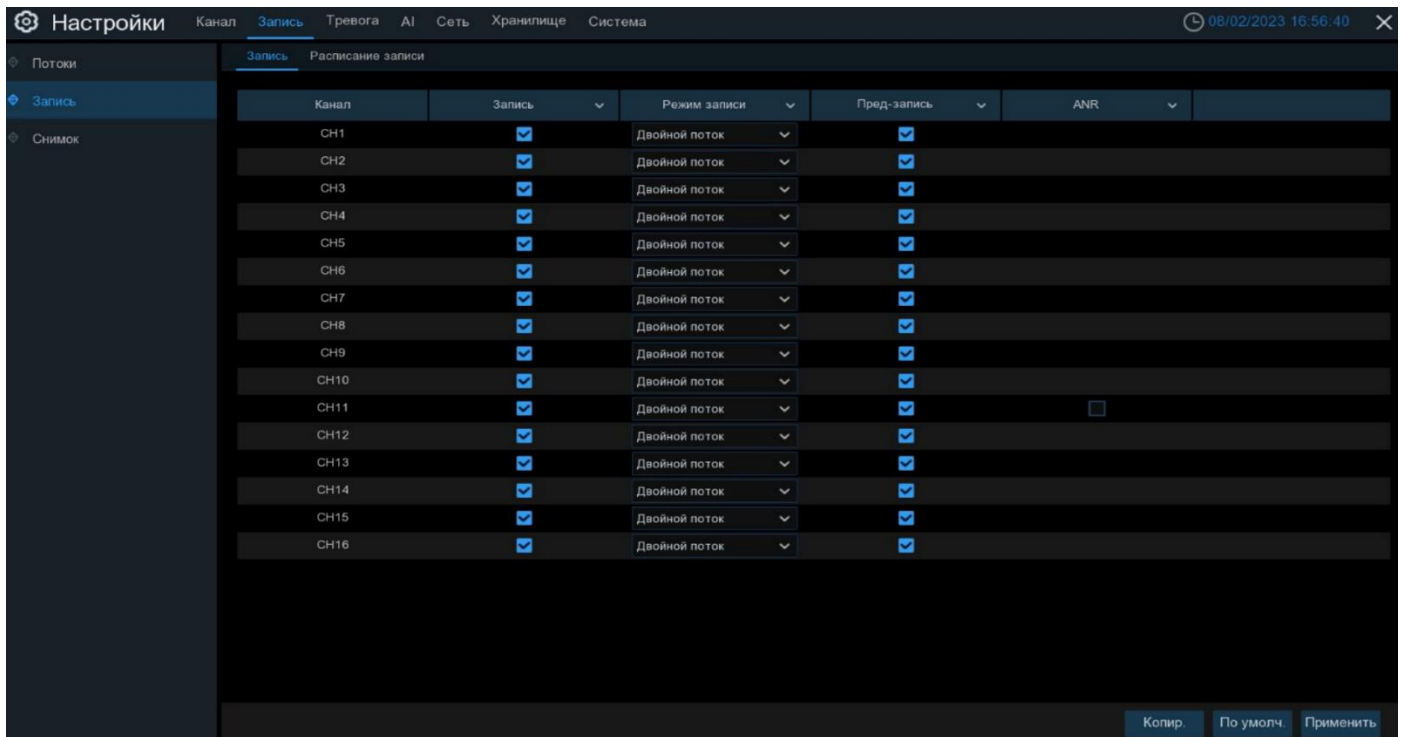 Настройки Канал Запись Тревога AI Сеть Хранилище Система 08/02/2023 16:56:40
Потоки
Запись
Снимок
Запись Расписание записи
Канал Запись Режим записи Пред-запись ANR
CH1 Двойной поток
CH2 Двойной поток
CH3 Двойной поток
CH4 Двойной поток
CH5 Двойной поток
CH6 Двойной поток
CH7 Двойной поток
CH8 Двойной поток
CH9 Двойной поток
CH10 Двойной поток
CH11 Двойной поток
CH12 Двойной поток
CH13 Двойной поток
CH14 Двойной поток
CH15 Двойной поток
CH16 Двойной поток
Копир. По умолч. Применить